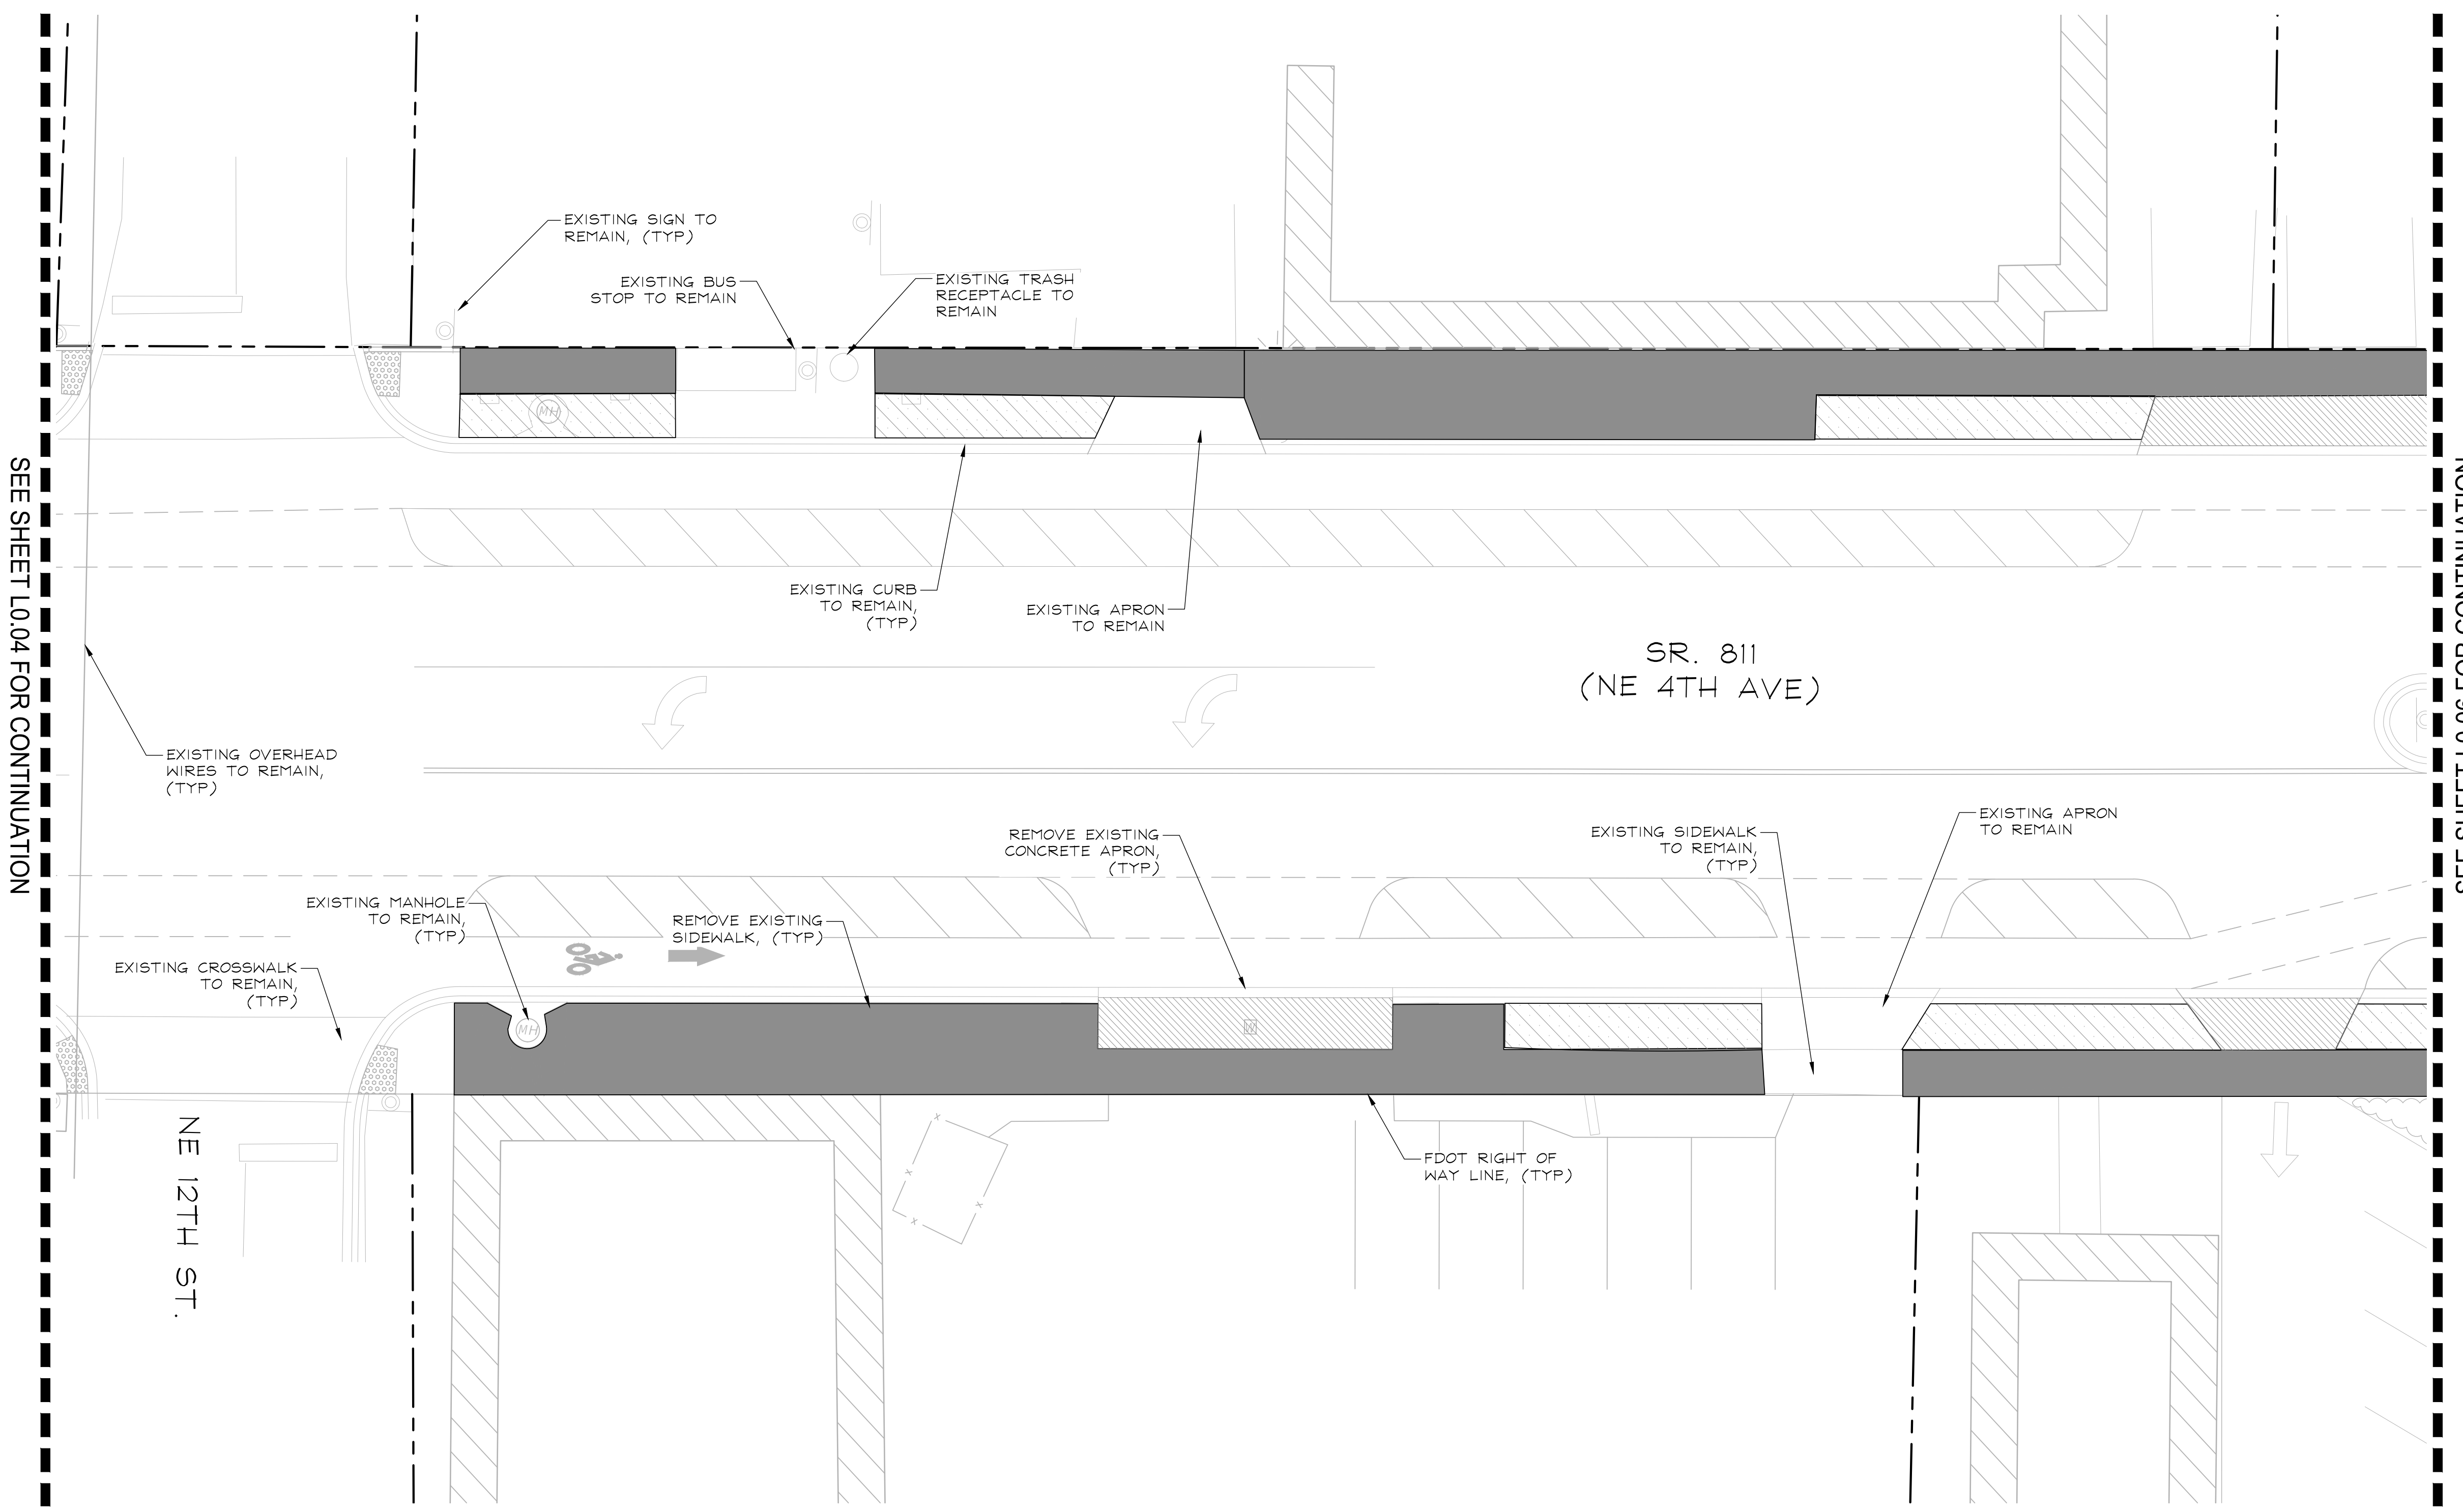 EXISTING SIGN TO
REMAIN, (TYP)
EXISTING BUS
STOP TO REMAIN
EXISTING TRASH
RECEPTACLE TO
REMAIN
MH
SEE SHEET L0.04 FOR CONTINUATION
EXISTING CURB
TO REMAIN,
(TYP)
EXISTING APRON
TO REMAIN
SR. 811
(NE 4TH AVE)
EXISTING OVERHEAD
WIRES TO REMAIN,
(TYP)
REMOVE EXISTING
CONCRETE APRON,
(TYP)
EXISTING SIDEWALK
TO REMAIN,
(TYP)
EXISTING APRON
TO REMAIN
EXISTING MANHOLE
TO REMAIN,
(TYP)
REMOVE EXISTING
SIDEWALK, (TYP)
EXISTING CROSSWALK
TO REMAIN,
(TYP)
MH
W
FDOT RIGHT OF
WAY LINE, (TYP)
NE 12TH ST.
x
x
x
x